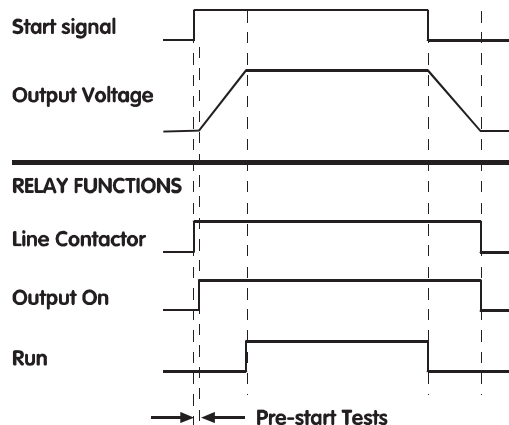 Start signal
Output Voltage
RELAY FUNCTIONS
Line Contactor
Output On
Run
Pre-start Tests